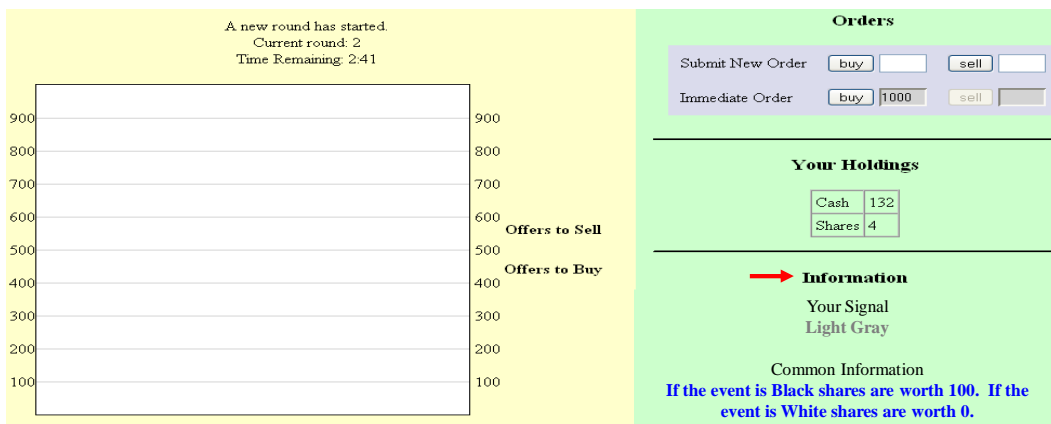 A new round has started.
Current round: 2
Time Remaining: 2:41
900
800
700
600
500
400
300
200
100
900
800
700
600
500
400
300
200
100
Offers to Sell
Offers to Buy
Orders
Submit New Order buy sell
Immediate Order buy 1000 sell
Your Holdings
Cash 132
Shares 4
Information
Your Signal
Light Gray
Common Information
If the event is Black shares are worth 100. If the
event is White shares are worth 0.